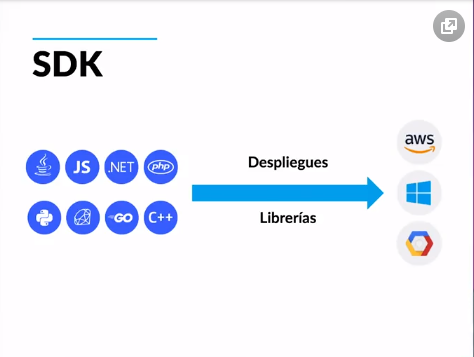 SDK
JS
.NET
php
GO
C++
Despliegues
Librerías
aws